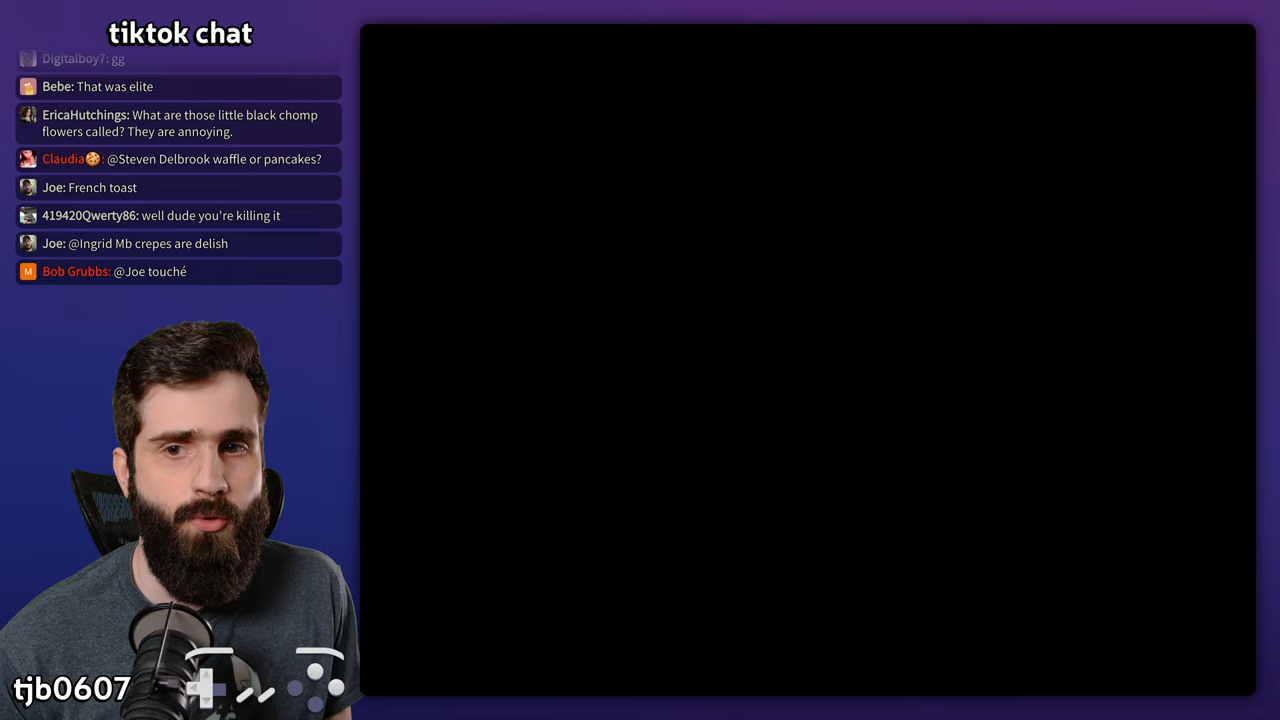 tiktok chat
Digitalboy7: gg
Bebe: That was elite
EricaHutchings: What are those little black chomp
flowers called? They are annoying.
Claudia🍪: @Steven Delbrook waffle or pancakes?
Joe: French toast
419420Qwerty86: well dude you're killing it
Joe: @Ingrid Mb crepes are delish
M
Bob Grubbs: @Joe touché
tjb0607